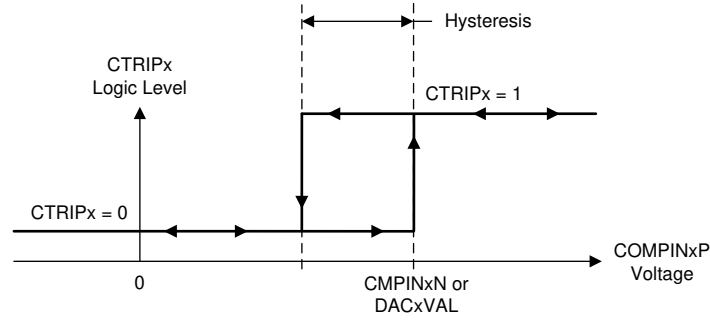 Hysteresis
CTRIPx
Logic Level
CTRIPx = 1
CTRIPx = 0
COMPINxP
Voltage
0
CMPINxN or
DACxVAL